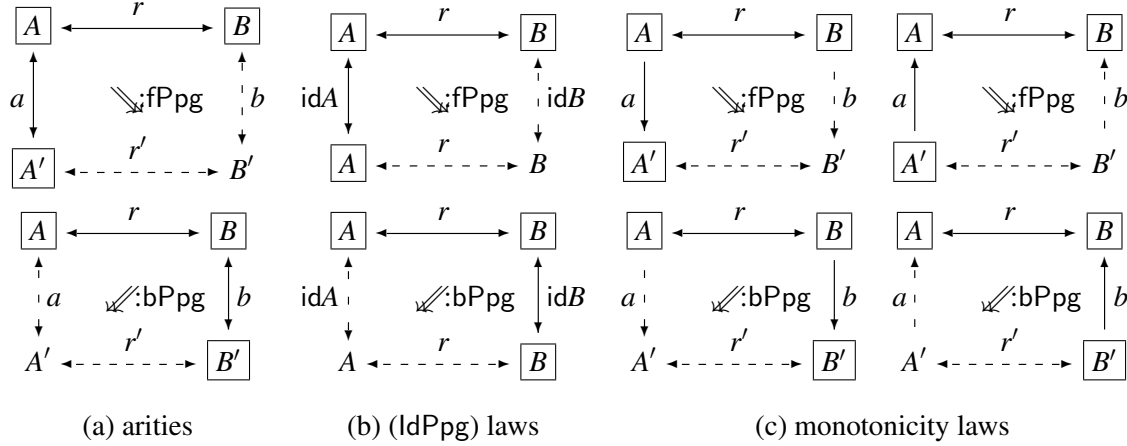 A r B A r B A r B A r B
a :fPpg b idA :fPpg idB a :fPpg b a :fPpg b
A′ r′ B′ A r B A′ r′ B′ A′ r′ B′
A r B A r B A r B A r B
a :bPpg b idA :bPpg idB a :bPpg b a :bPpg b
A′ r′ B′ A r B A′ r′ B′ A′ r′ B′
(a) arities (b) (IdPpg) laws (c) monotonicity laws